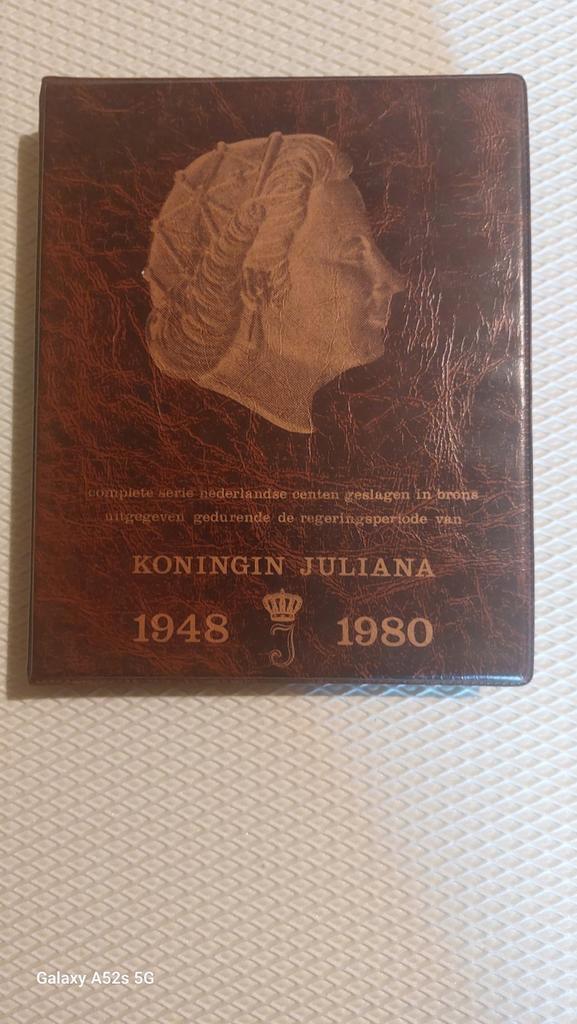 complete serie nederlandse centen geslagen in brons
uitgegeven gedurende de regeringsperiode van
KONINGIN JULIANA
1948 J 1980
Galaxy A52s 5G